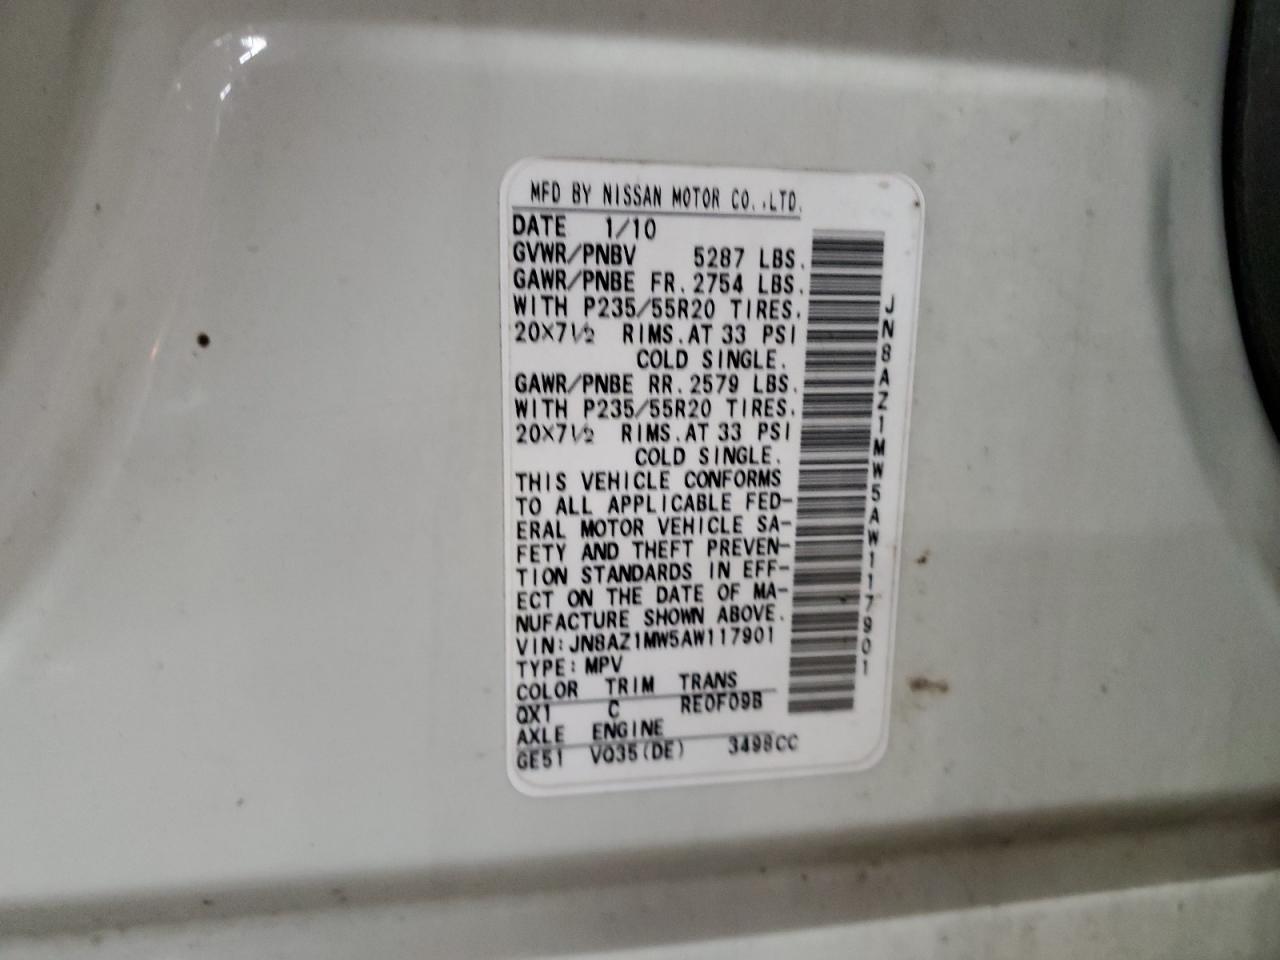 MFD BY NISSAN MOTOR CO.,LTD.
DATE 1/10
GVWR/PNBV 5287 LBS.
GAWR/PNBE FR. 2754 LBS.
WITH P235/55R20 TIRES.
20X7½ RIMS.AT 33 PSI
COLD SINGLE.
GAWR/PNBE RR. 2579 LBS.
WITH P235/55R20 TIRES.
20X7½ RIMS.AT 33 PSI
COLD SINGLE.
THIS VEHICLE CONFORMS
TO ALL APPLICABLE FED-
ERAL MOTOR VEHICLE SA-
FETY AND THEFT PREVEN-
TION STANDARDS IN EFF-
ECT ON THE DATE OF MA-
NUFACTURE SHOWN ABOVE.
VIN: JN8AZ1MW5AW117901
TYPE: MPV
COLOR TRIM TRANS
QX1 C RE0F09B
AXLE ENGINE
GE51 VQ35(DE) 3498CC
JN8AZ1MW5AW117901